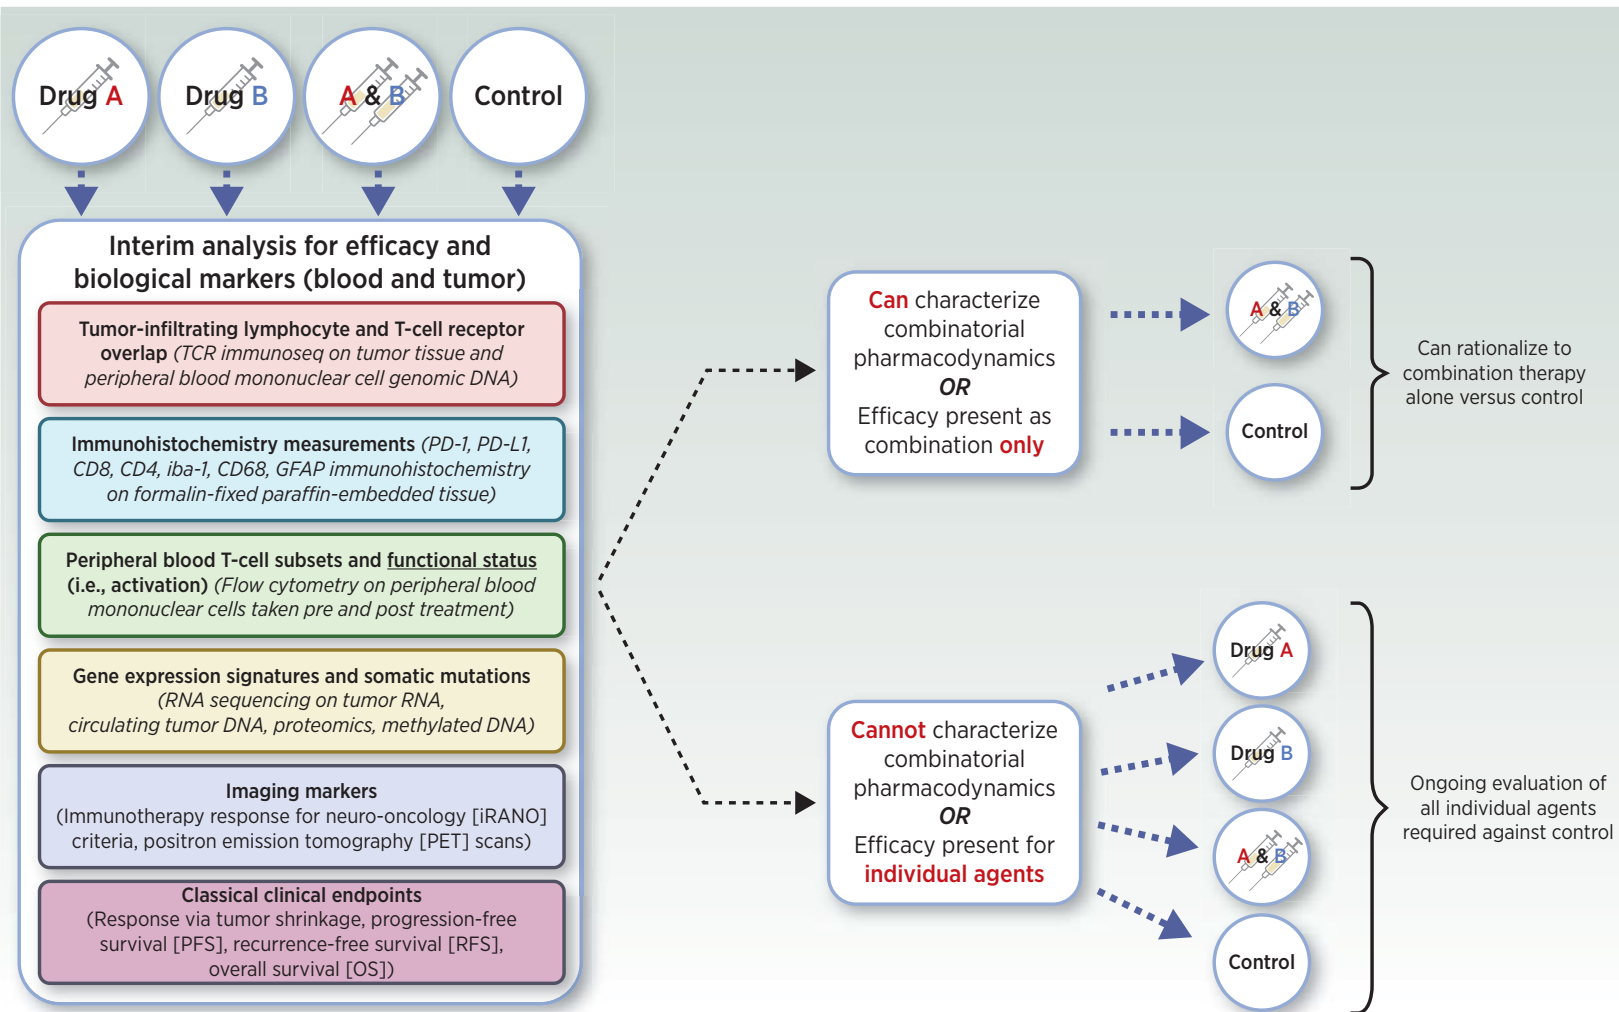 Drug A
Drug B
A & B
Control
Interim analysis for efficacy and
biological markers (blood and tumor)
Tumor-infiltrating lymphocyte and T-cell receptor
overlap (TCR immunoseq on tumor tissue and
peripheral blood mononuclear cell genomic DNA)
Immunohistochemistry measurements (PD-1, PD-L1,
CD8, CD4, iba-1, CD68, GFAP immunohistochemistry
on formalin-fixed paraffin-embedded tissue)
Peripheral blood T-cell subsets and functional status
(i.e., activation) (Flow cytometry on peripheral blood
mononuclear cells taken pre and post treatment)
Gene expression signatures and somatic mutations
(RNA sequencing on tumor RNA,
circulating tumor DNA, proteomics, methylated DNA)
Imaging markers
(Immunotherapy response for neuro-oncology [iRANO]
criteria, positron emission tomography [PET] scans)
Classical clinical endpoints
(Response via tumor shrinkage, progression-free
survival [PFS], recurrence-free survival [RFS],
overall survival [OS])
Can characterize
combinatorial
pharmacodynamics
OR
Efficacy present as
combination only
A & B
Control
Can rationalize to
combination therapy
alone versus control
Cannot characterize
combinatorial
pharmacodynamics
OR
Efficacy present for
individual agents
Drug A
Drug B
A & B
Control
Ongoing evaluation of
all individual agents
required against control